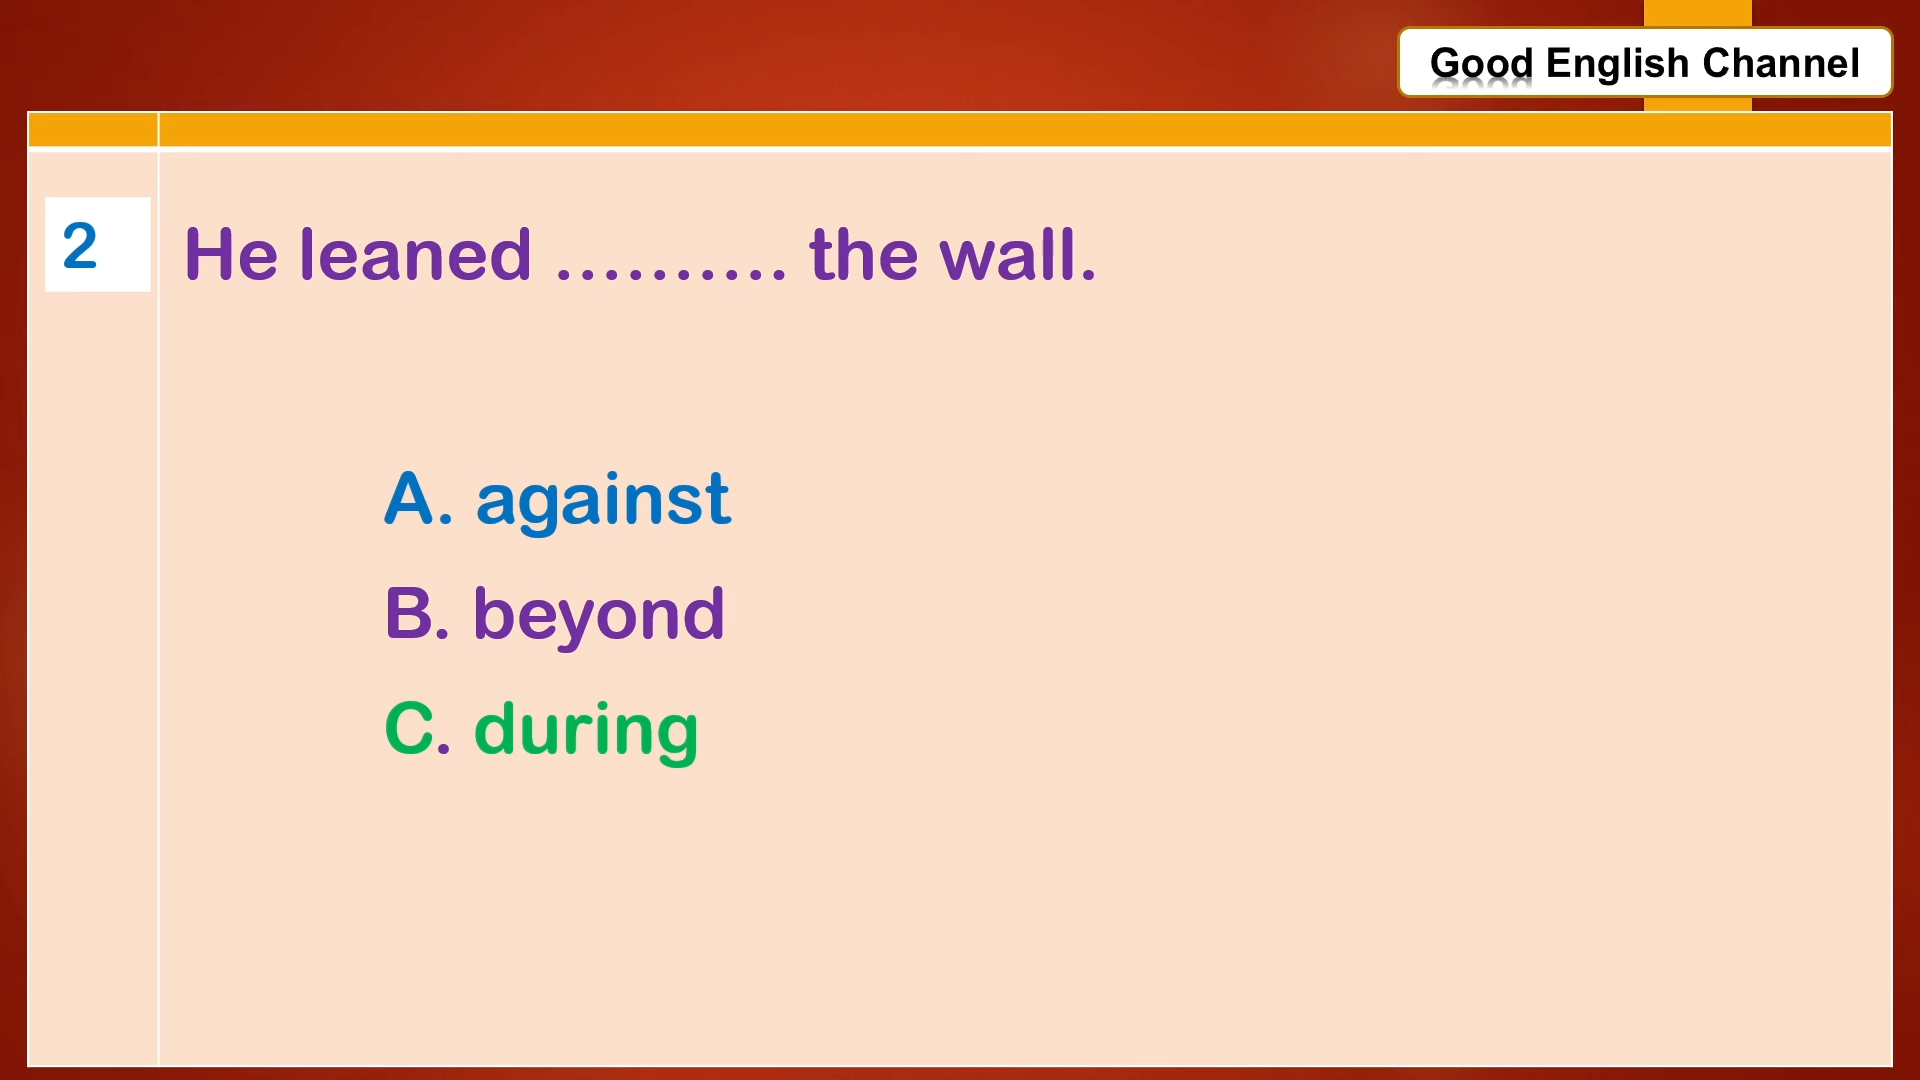 Good English Channel
2
He leaned .......... the wall.
A. against
B. beyond
C. during